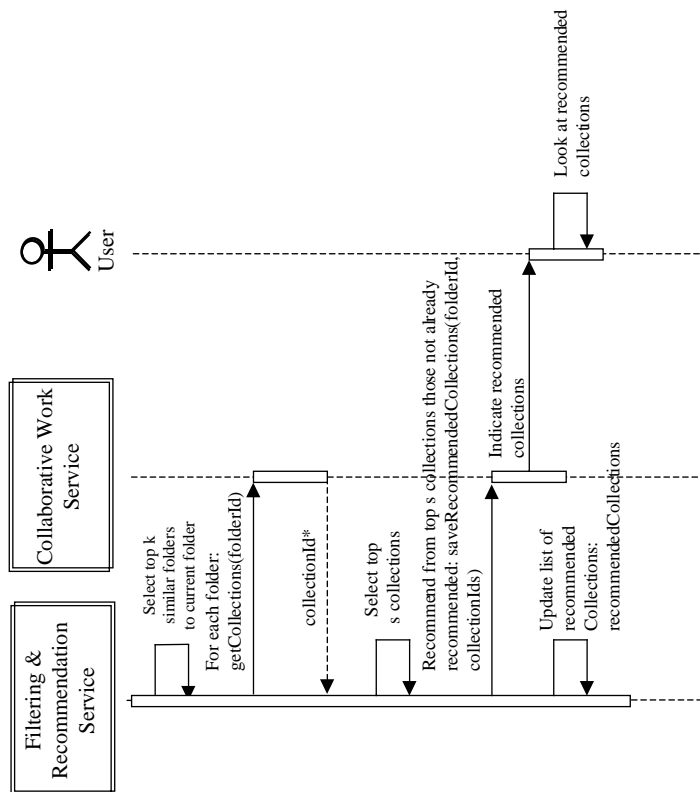 Filtering &
Recommendation
Service
Collaborative Work
Service
User
Select top k
similar folders
to current folder
For each folder:
getCollections(folderId)
collectionId*
Select top
s collections
Recommend from top s collections those not already
recommended: saveRecommendedCollections(folderId,
collectionIds)
Indicate recommended
collections
Update list of
recommended
Collections:
recommendedCollections
Look at recommended
collections